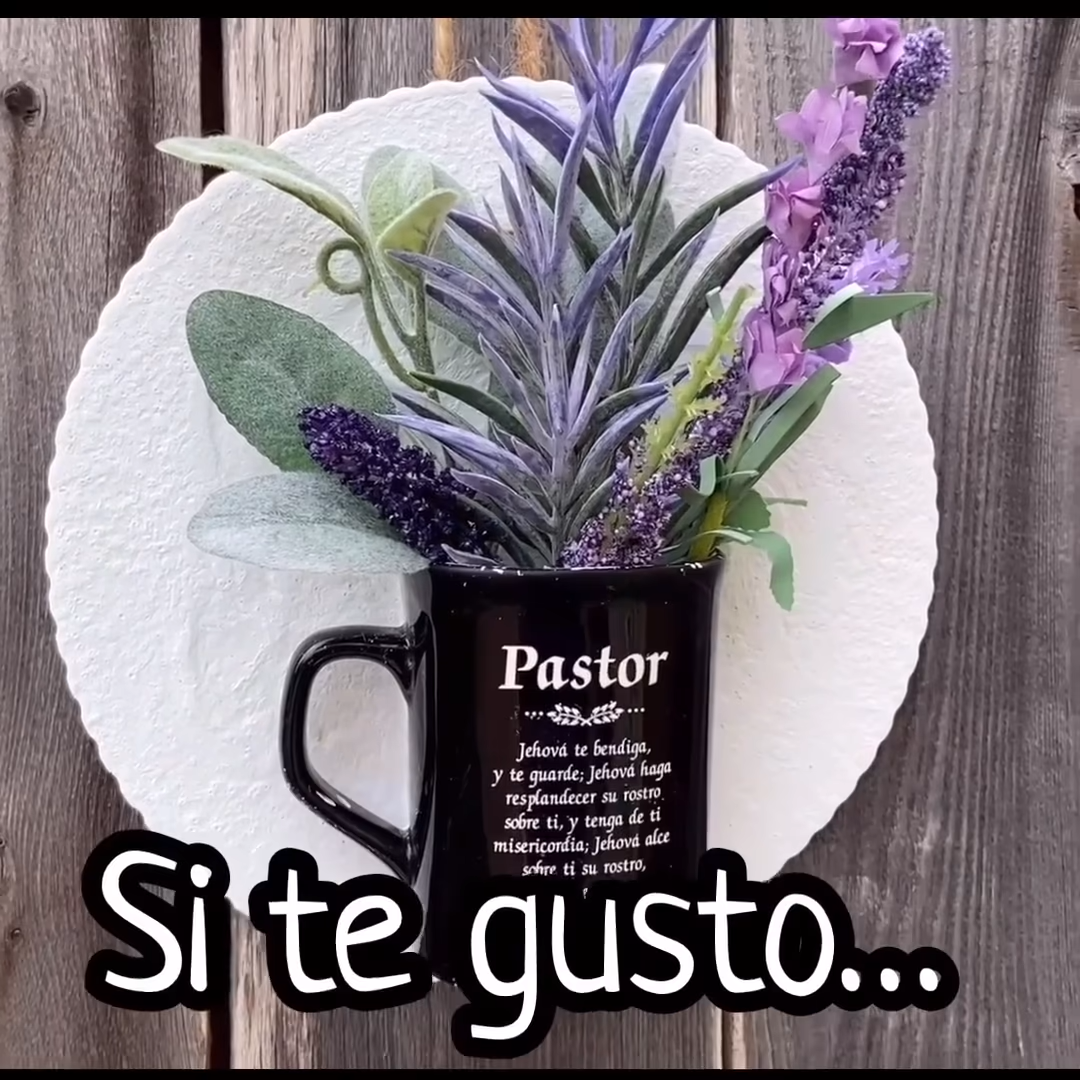 Pastor
Jehová te bendiga,
y te guarde; Jehová haga
resplandecer su rostro
sobre ti, y tenga de ti
misericordia; Jehová alce
sobre ti su rostro,
Si te gusto...